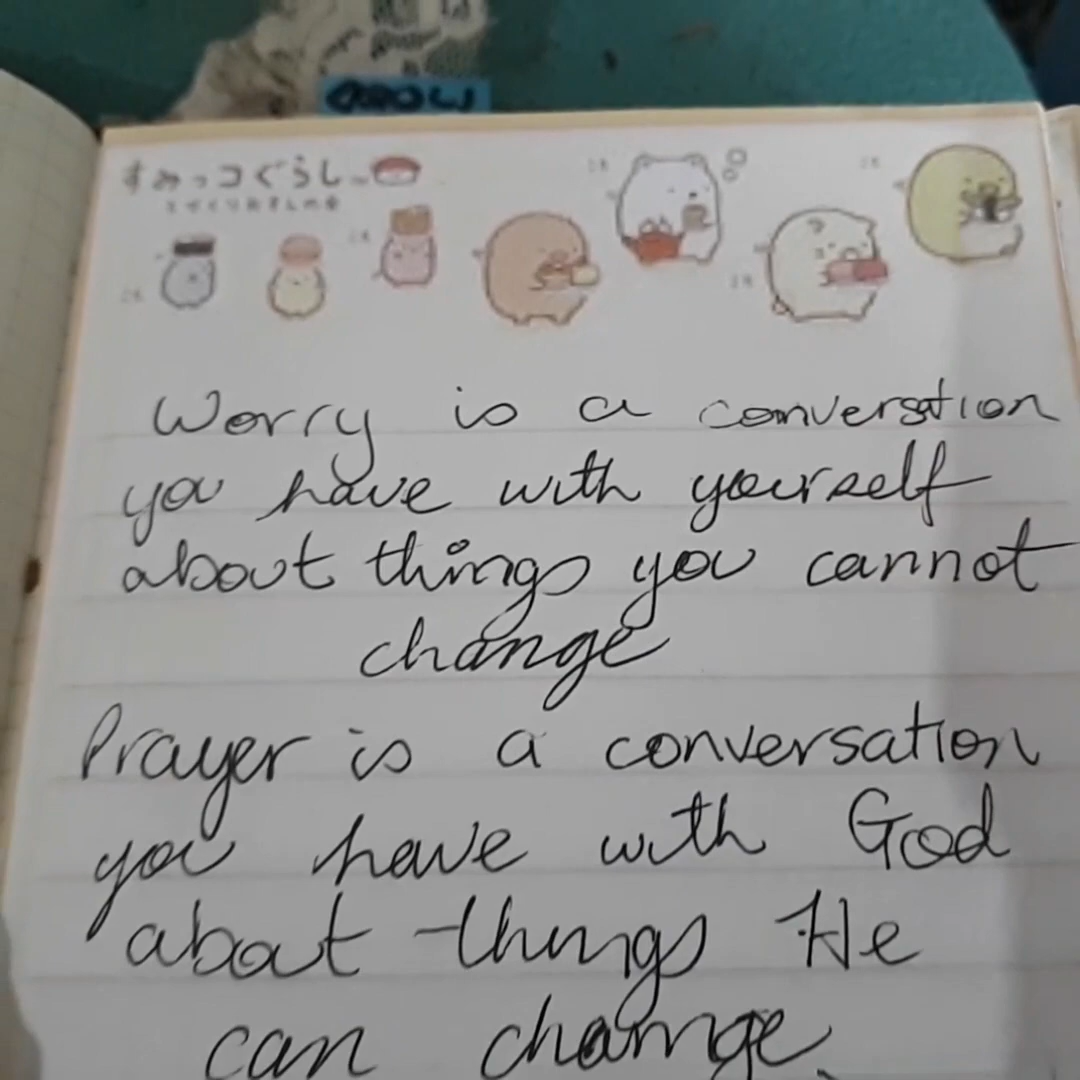 すみっコぐらし
Worry is a conversation
you have with yourself
about things you cannot
change
Prayer is a conversation
you have with God
about things He
can change.